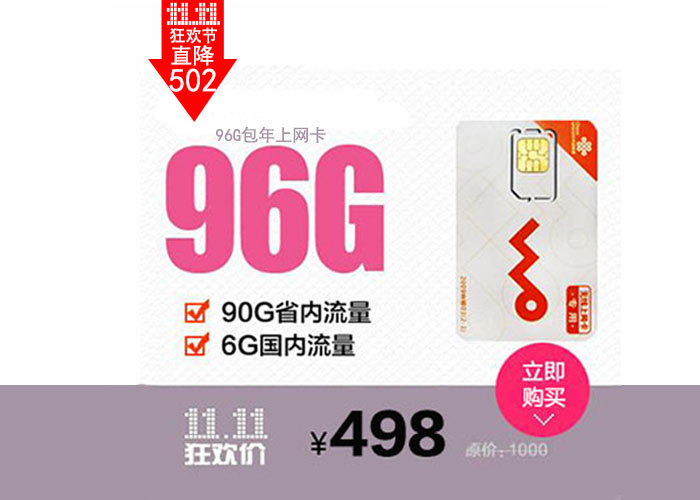 11.11
狂欢节
直降
502
96G包年上网卡
96G
90G省内流量
6G国内流量
立即
购买
11.11
狂欢价
¥498
原价:1000